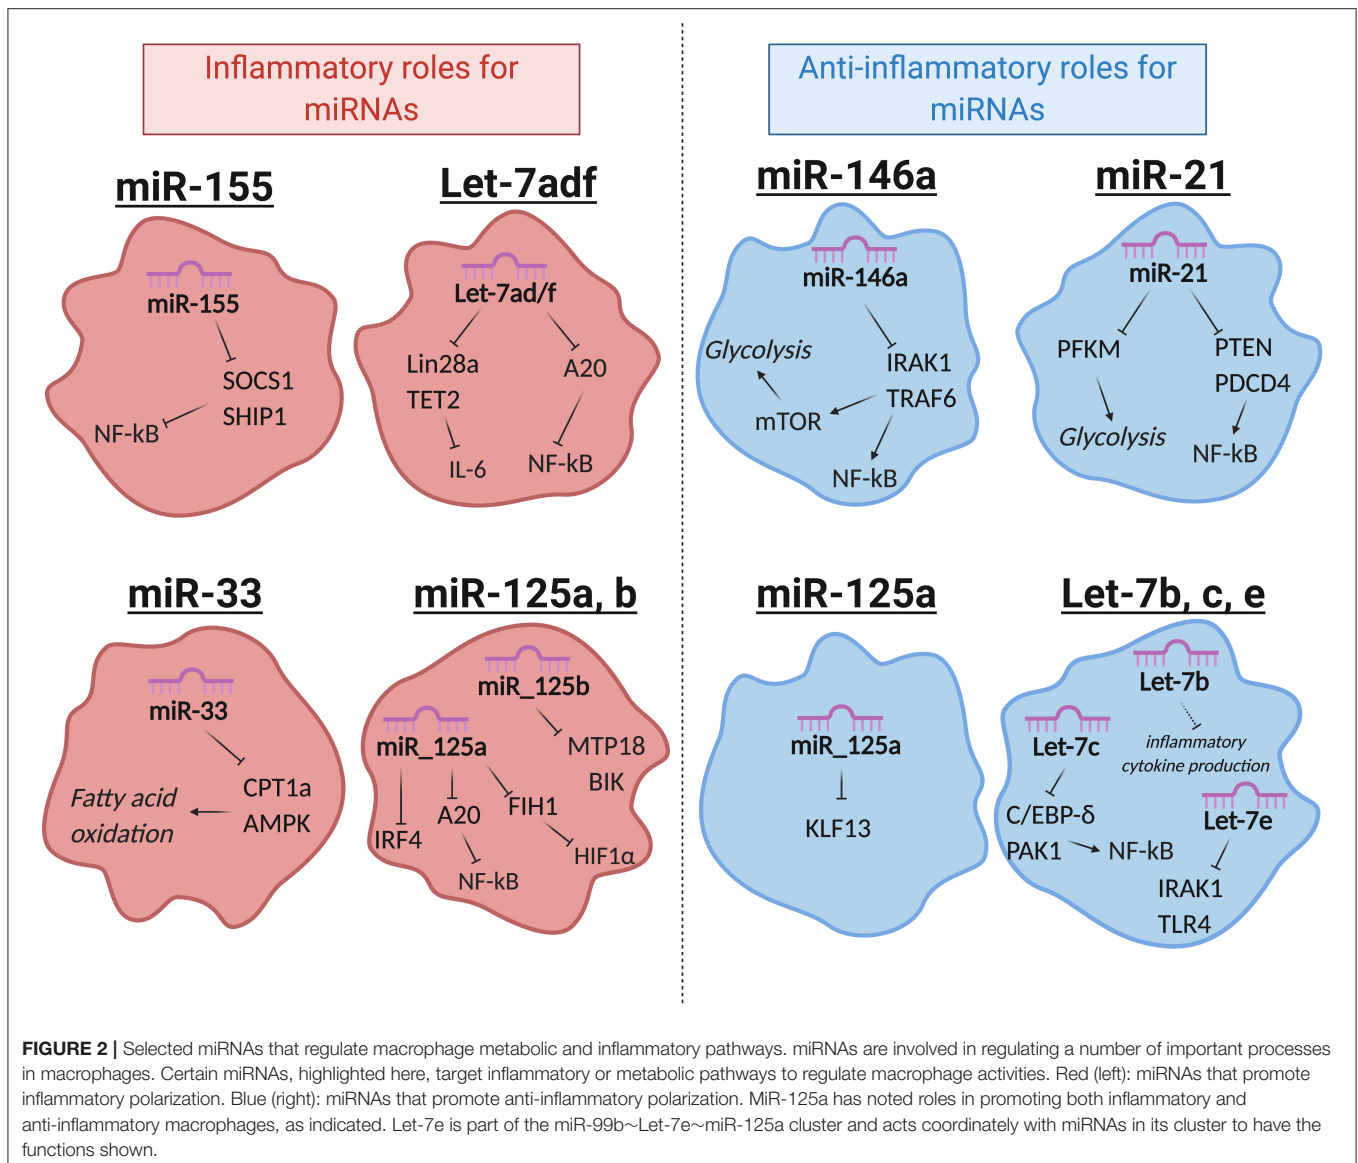 Inflammatory roles for
miRNAs
Anti-inflammatory roles for
miRNAs
miR-155
miR-155
SOCS1
SHIP1
NF-kB
Let-7adf
Let-7ad/f
Lin28a
TET2
A20
IL-6
NF-kB
miR-146a
miR-146a
Glycolysis
IRAK1
TRAF6
mTOR
NF-kB
miR-21
miR-21
PFKM
PTEN
PDCD4
Glycolysis
NF-kB
miR-33
miR-33
CPT1a
AMPK
Fatty acid
oxidation
miR-125a, b
miR_125b
miR_125a
MTP18
BIK
FIH1
A20
IRF4
HIF1α
NF-kB
miR-125a
miR_125a
KLF13
Let-7b, c, e
Let-7b
Let-7c
inflammatory
cytokine production
C/EBP-δ
PAK1
NF-kB
Let-7e
IRAK1
TLR4
FIGURE 2 | Selected miRNAs that regulate macrophage metabolic and inflammatory pathways. miRNAs are involved in regulating a number of important processes
in macrophages. Certain miRNAs, highlighted here, target inflammatory or metabolic pathways to regulate macrophage activities. Red (left): miRNAs that promote
inflammatory polarization. Blue (right): miRNAs that promote anti-inflammatory polarization. MiR-125a has noted roles in promoting both inflammatory and
anti-inflammatory macrophages, as indicated. Let-7e is part of the miR-99b~Let-7e~miR-125a cluster and acts coordinately with miRNAs in its cluster to have the
functions shown.